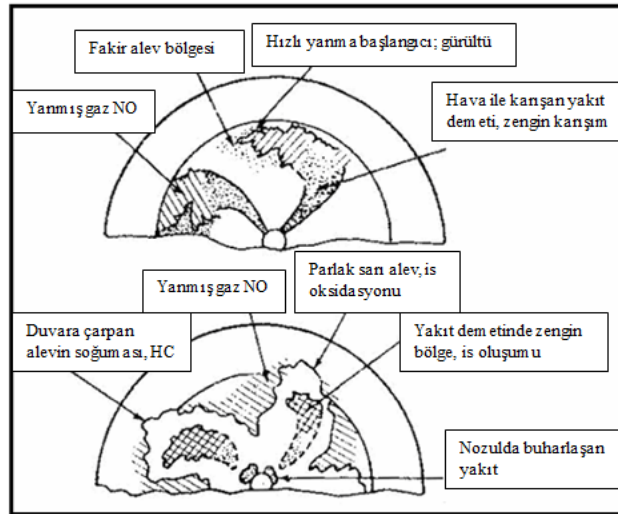 Fakir alev bölgesi
Hızlı yanma başlangıcı; gürültü
Yanmış gaz NO
Hava ile karışan yakıt
demeti, zengin karışım
Yanmış gaz NO
Parlak sarı alev, is
oksidasyonu
Duvara çarpan
alevin soğuması, HC
Yakıt demetinde zengin
bölge, is oluşumu
Nozulda buharlaşan
yakıt